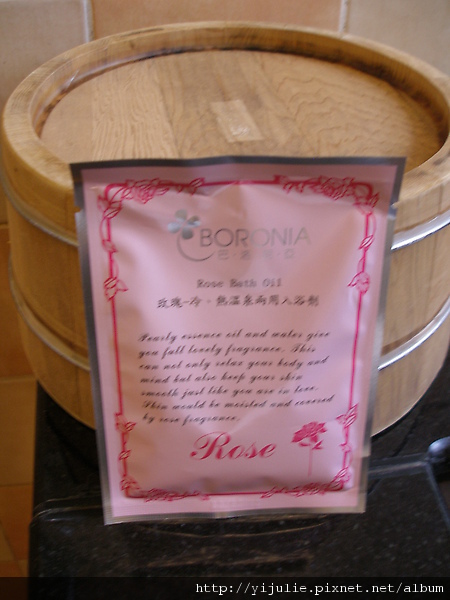 BORONIA
Rose Bath Oil
玫瑰-冷、熱溫泉兩用入浴劑
Pearly essence oil and water give
you full lovely fragrance. This
can not only relax your body and
mind but also keep your skin
smooth just like you are in love.
Skin would be moisted and covered
by rose fragrance.
Rose
http://yijulie.pixnet.net/album